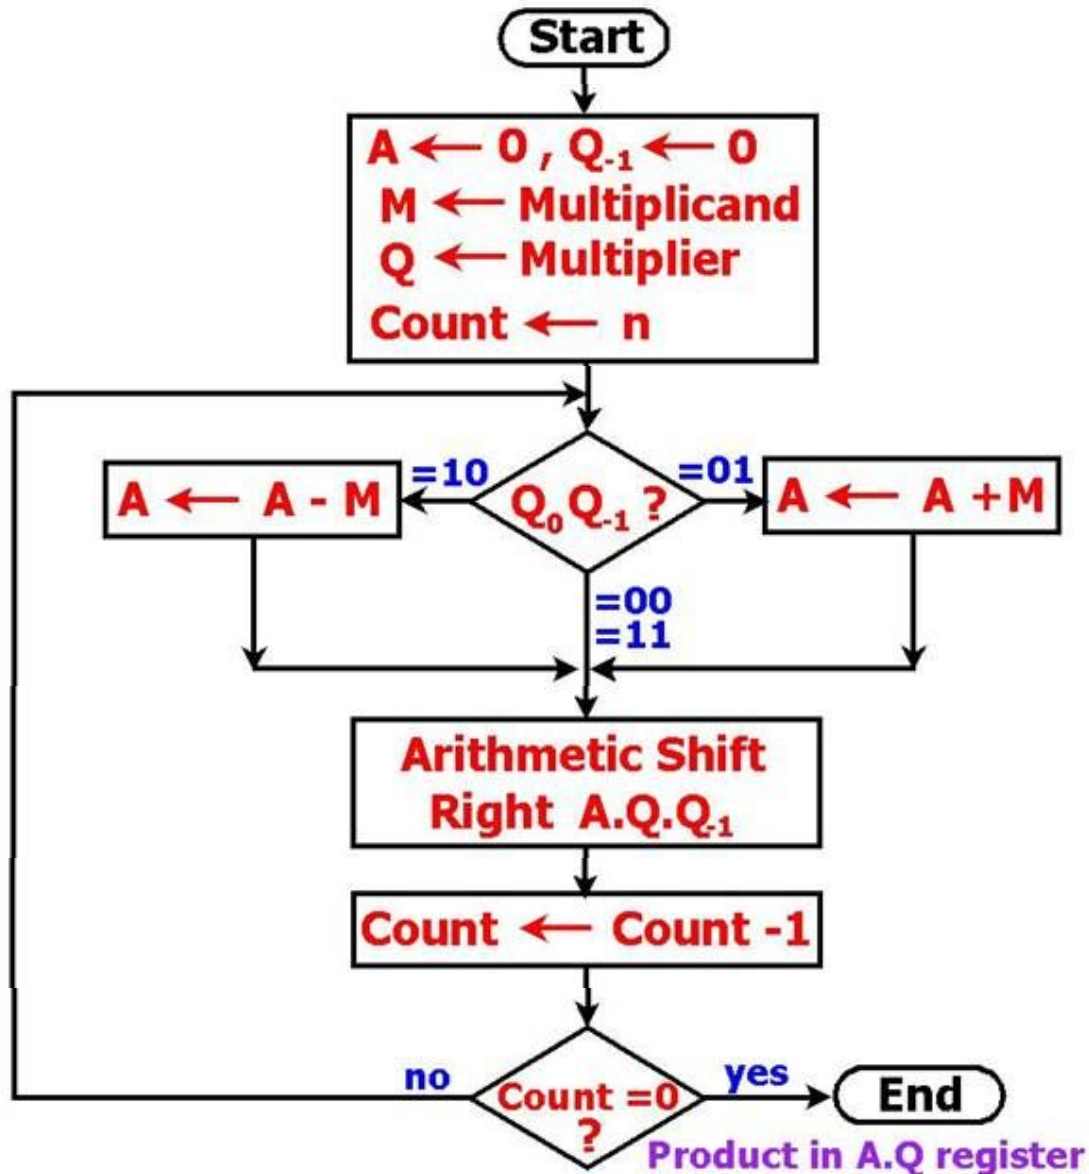 Start
A ← 0 , Q-1 ← 0
M ← Multiplicand
Q ← Multiplier
Count ← n
=10
=01
A ← A - M
Q0 Q-1 ?
A ← A +M
=00
=11
Arithmetic Shift
Right A.Q.Q-1
Count ← Count -1
no
yes
Count =0
?
End
Product in A.Q register